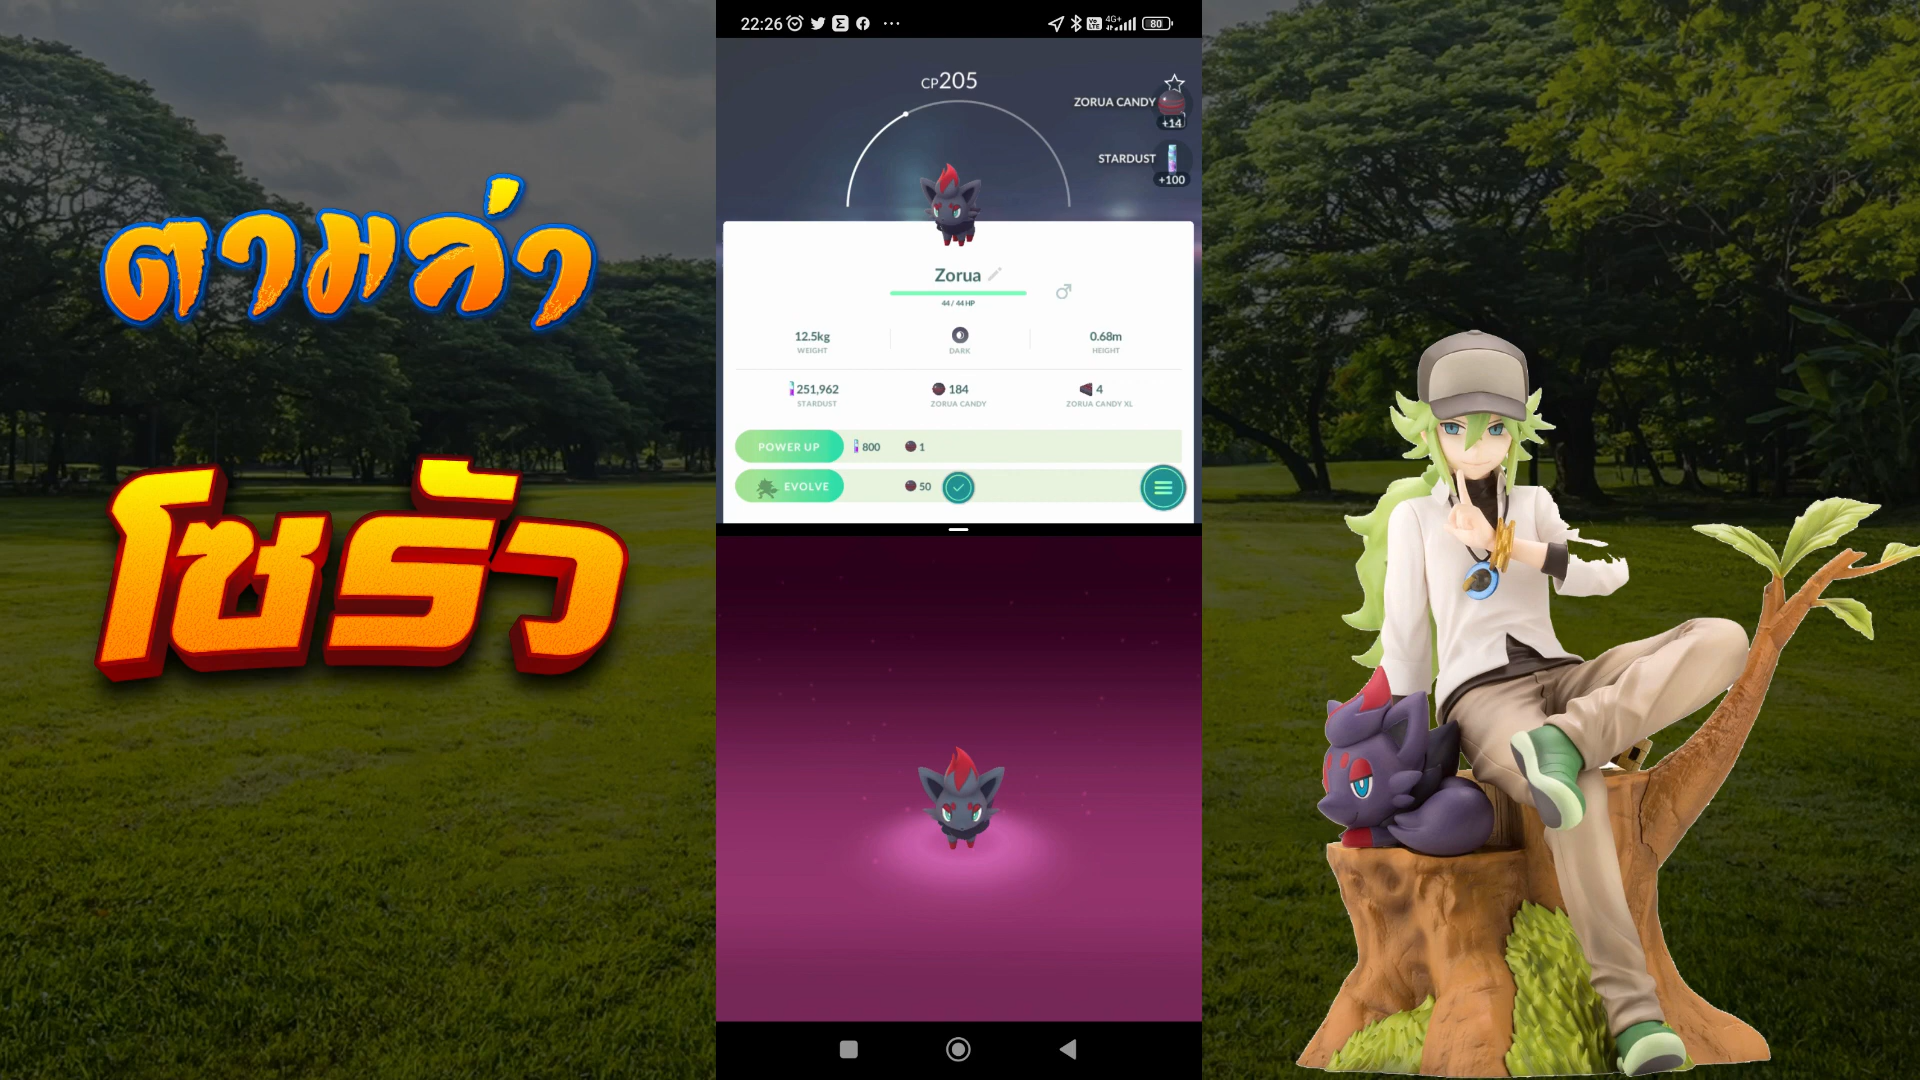 ตามล่า
โซรัว
22:26
4G+
80
CP205
ZORUA CANDY
+14
STARDUST
+100
Zorua
44 / 44 HP
12.5kg
WEIGHT
DARK
0.68m
HEIGHT
251,962
STARDUST
184
ZORUA CANDY
4
ZORUA CANDY XL
POWER UP 800 1
EVOLVE 50